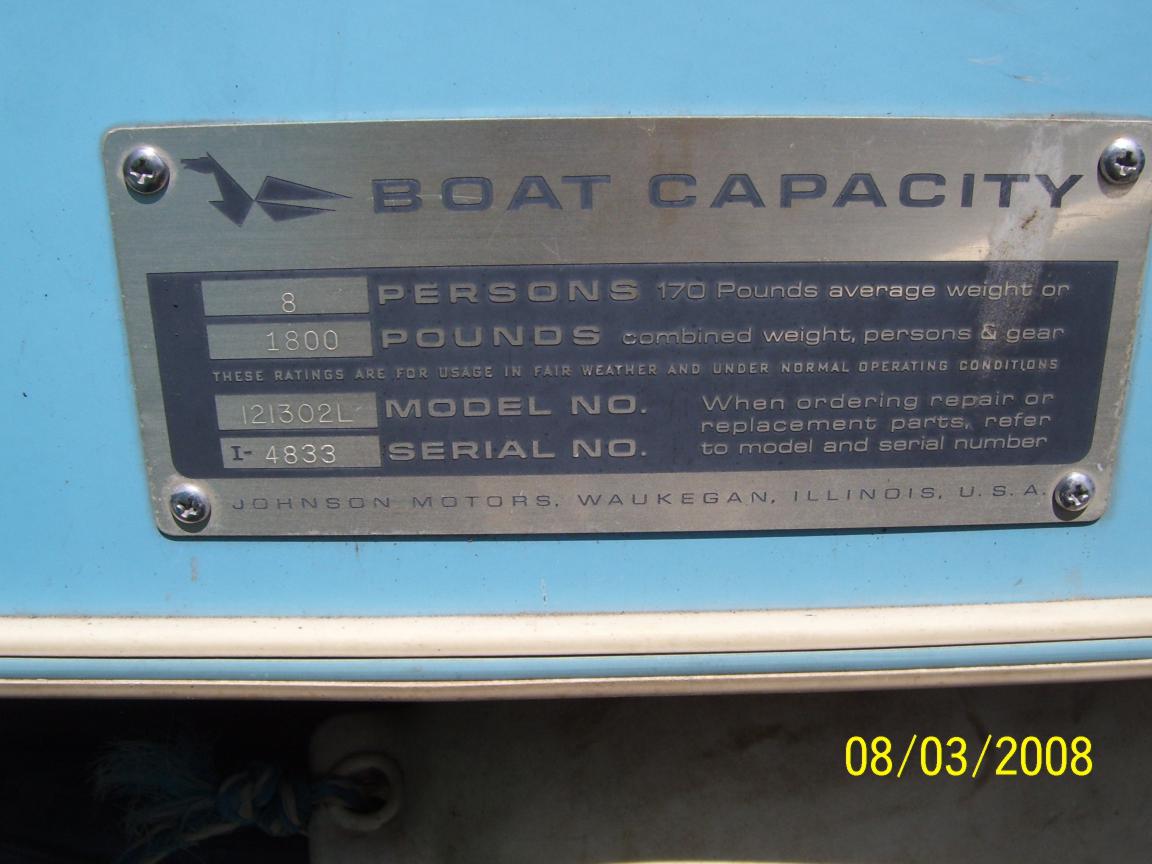 BOAT CAPACITY
8 PERSONS 170 Pounds average weight or
1800 POUNDS combined weight, persons & gear
THESE RATINGS ARE FOR USAGE IN FAIR WEATHER AND UNDER NORMAL OPERATING CONDITIONS
121302L MODEL NO. When ordering repair or
replacement parts, refer
I-4833 SERIAL NO. to model and serial number
JOHNSON MOTORS, WAUKEGAN, ILLINOIS, U.S.A.
08/03/2008